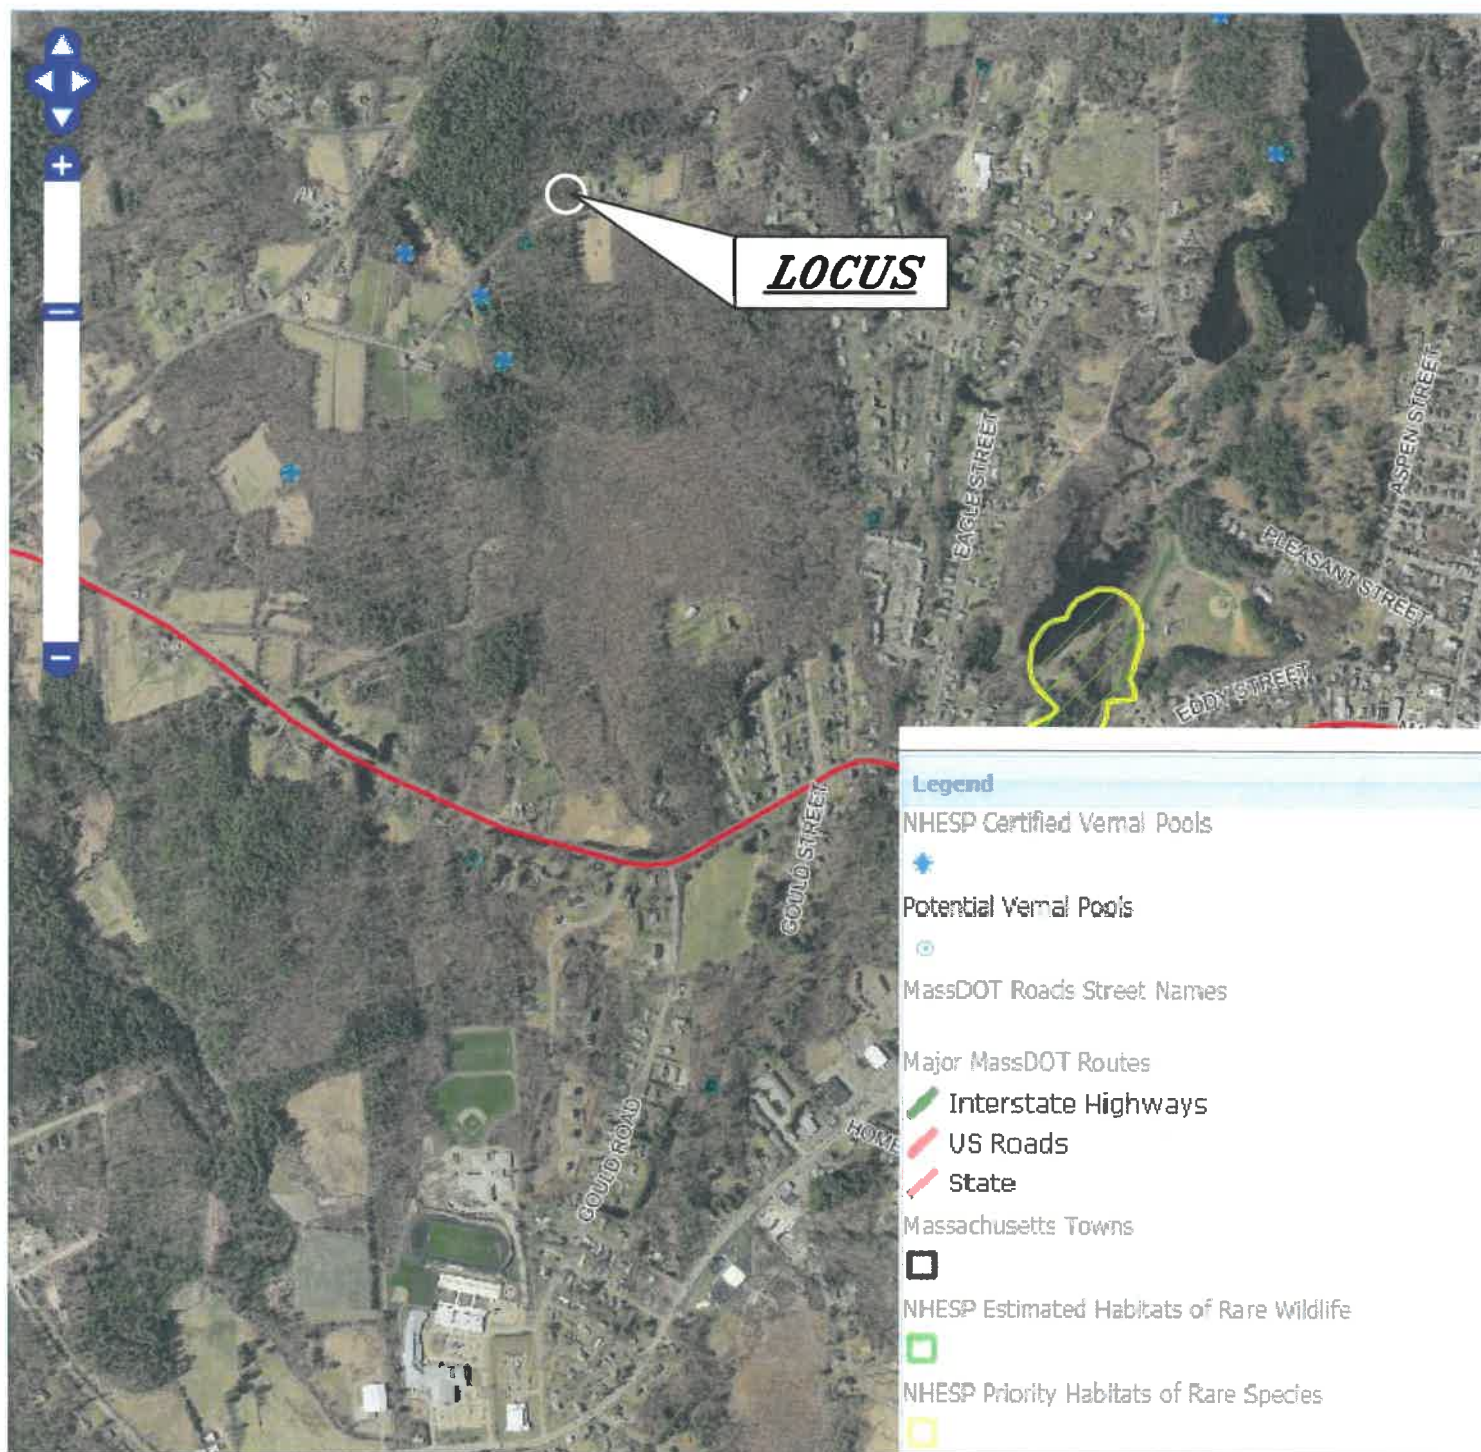 LOCUS
ASPEN STREET
EAGLE STREET
PLEASANT STREET
EDDY STREET
GOULD STREET
GOULD ROAD
HOME
Legend
NHESP Certified Vernal Pools
Potential Vernal Pools
MassDOT Roads Street Names
Major MassDOT Routes
Interstate Highways
US Roads
State
Massachusetts Towns
NHESP Estimated Habitats of Rare Wildlife
NHESP Priority Habitats of Rare Species